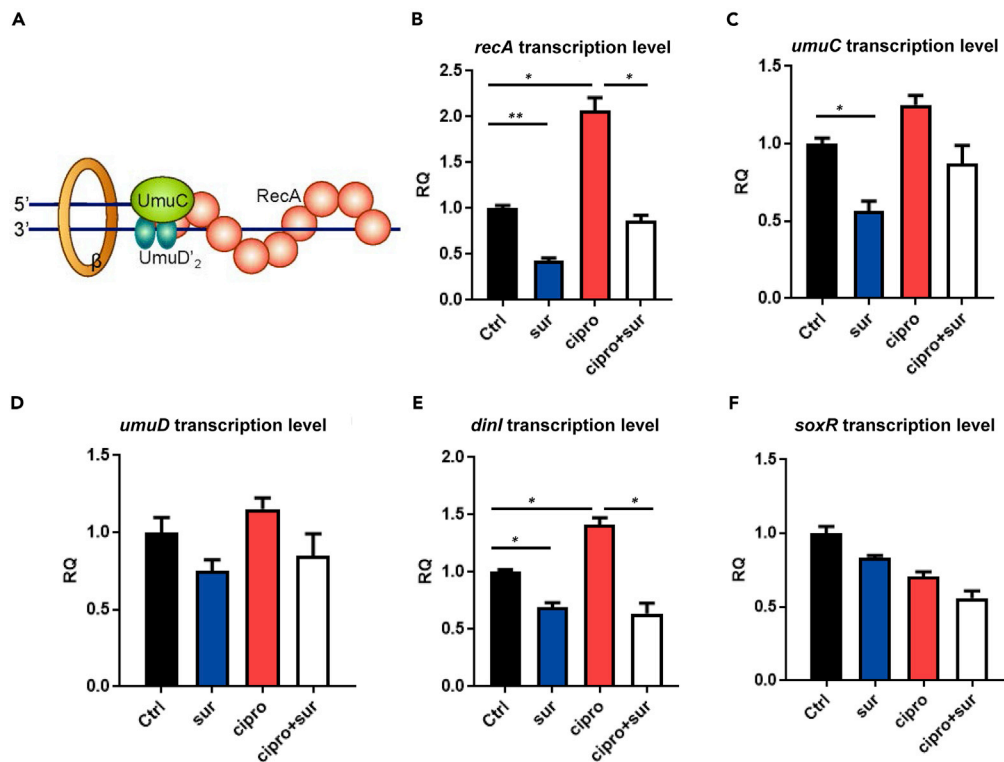 A
5'
3'
UmuC
RecA
β
UmuD'2
B
recA transcription level
*
*
**
RQ
2.5
2.0
1.5
1.0
0.5
0.0
Ctrl
sur
cipro
cipro+sur
C
umuC transcription level
*
RQ
1.5
1.0
0.5
0.0
Ctrl
sur
cipro
cipro+sur
D
umuD transcription level
RQ
1.5
1.0
0.5
0.0
Ctrl
sur
cipro
cipro+sur
E
dinI transcription level
*
*
*
RQ
2.0
1.5
1.0
0.5
0.0
Ctrl
sur
cipro
cipro+sur
F
soxR transcription level
RQ
1.5
1.0
0.5
0.0
Ctrl
sur
cipro
cipro+sur